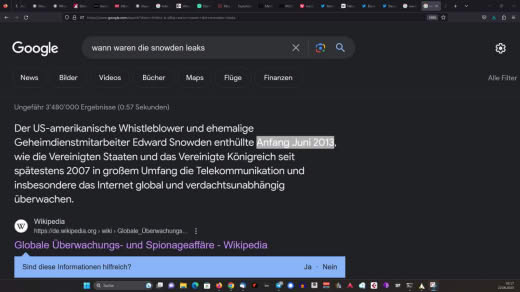 Google
wann waren die snowden leaks
News Bilder Videos Bücher Maps Flüge Finanzen Alle Filter
Ungefähr 3'480'000 Ergebnisse (0.57 Sekunden)
Der US-amerikanische Whistleblower und ehemalige
Geheimdienstmitarbeiter Edward Snowden enthüllte Anfang Juni 2013,
wie die Vereinigten Staaten und das Vereinigte Königreich seit
spätestens 2007 in großem Umfang die Telekommunikation und
insbesondere das Internet global und verdachtsunabhängig
überwachen.
Wikipedia
https://de.wikipedia.org › wiki › Globale_Überwachungs...
Globale Überwachungs- und Spionageaffäre - Wikipedia
Sind diese Informationen hilfreich? Ja - Nein
Suche